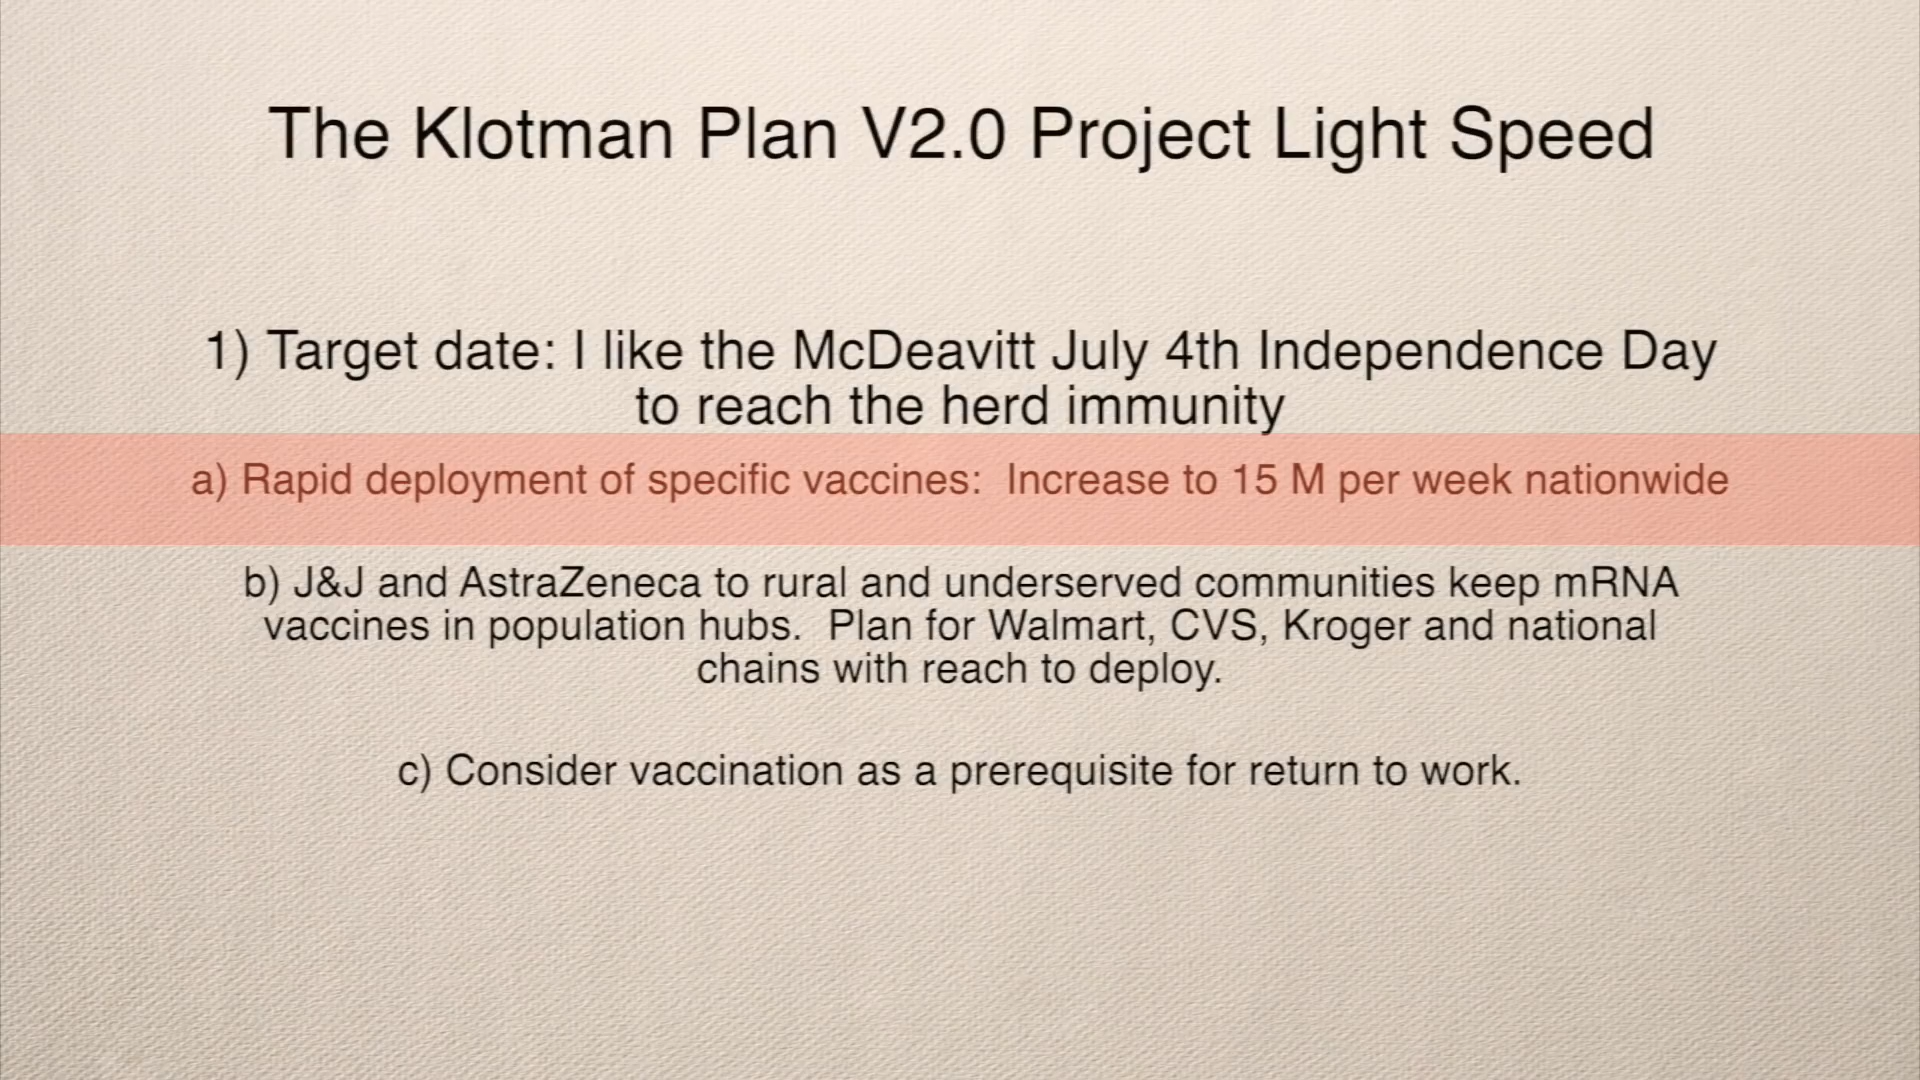 The Klotman Plan V2.0 Project Light Speed
1) Target date: I like the McDeavitt July 4th Independence Day
to reach the herd immunity
a) Rapid deployment of specific vaccines:  Increase to 15 M per week nationwide
b) J&J and AstraZeneca to rural and underserved communities keep mRNA
vaccines in population hubs.  Plan for Walmart, CVS, Kroger and national
chains with reach to deploy.
c) Consider vaccination as a prerequisite for return to work.